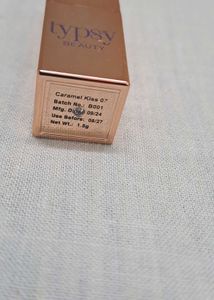 typsy
BEAUTY
Caramel Kiss 07
Batch No.: B001
Mfg. Date: 09/24
Use Before: 08/27
Net Wt.: 1.5g